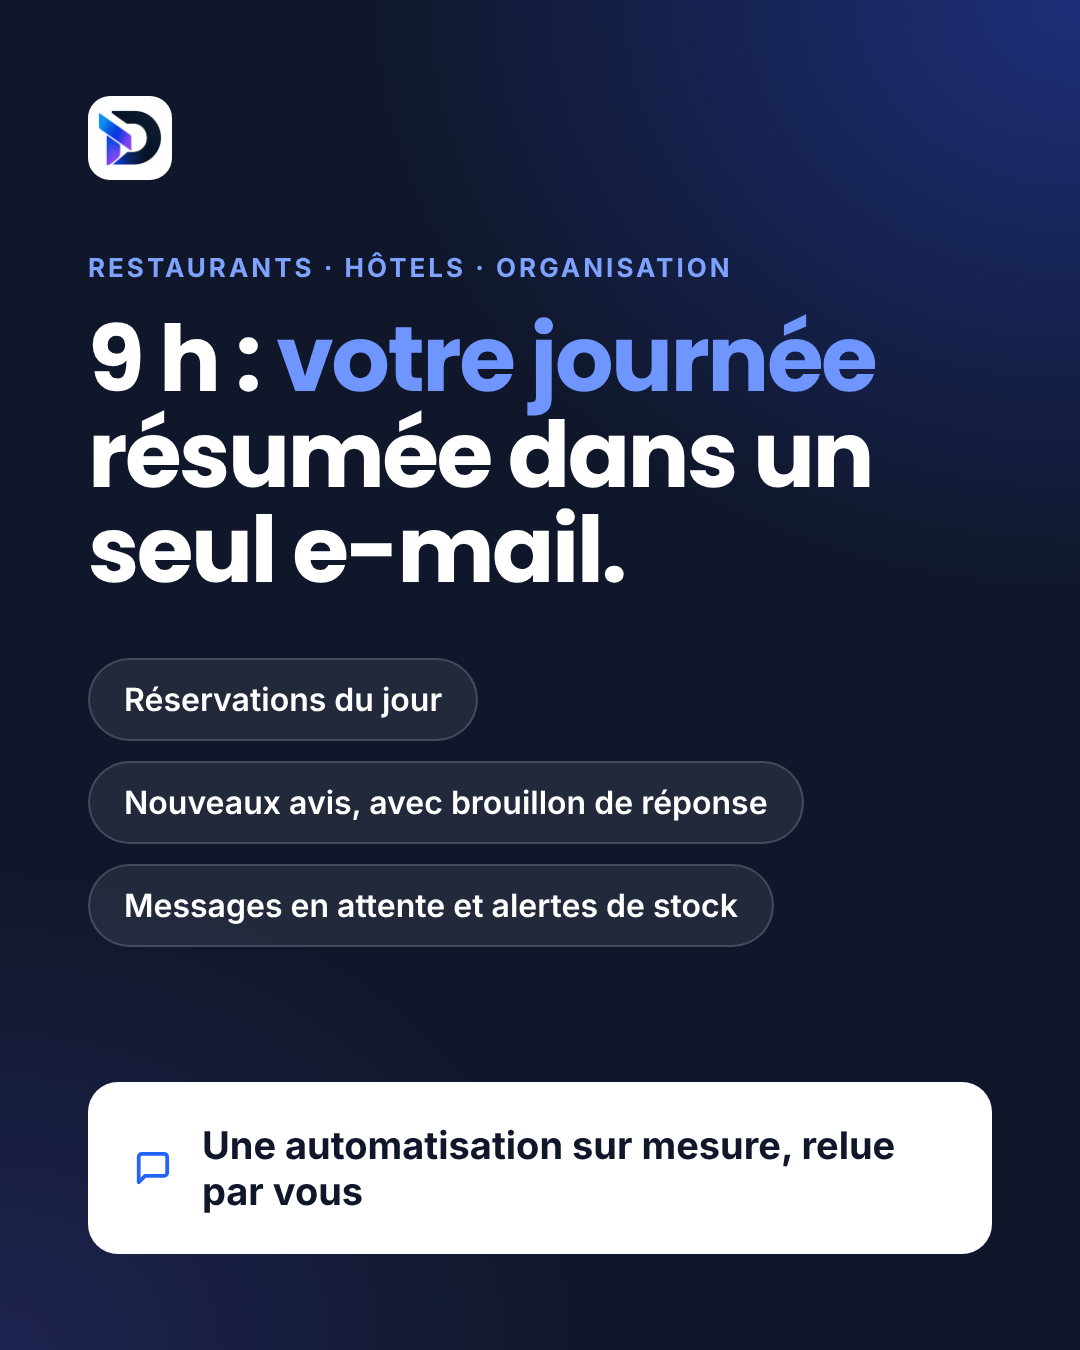 RESTAURANTS · HÔTELS · ORGANISATION
9 h : votre journée
résumée dans un
seul e-mail.
Réservations du jour
Nouveaux avis, avec brouillon de réponse
Messages en attente et alertes de stock
Une automatisation sur mesure, relue
par vous